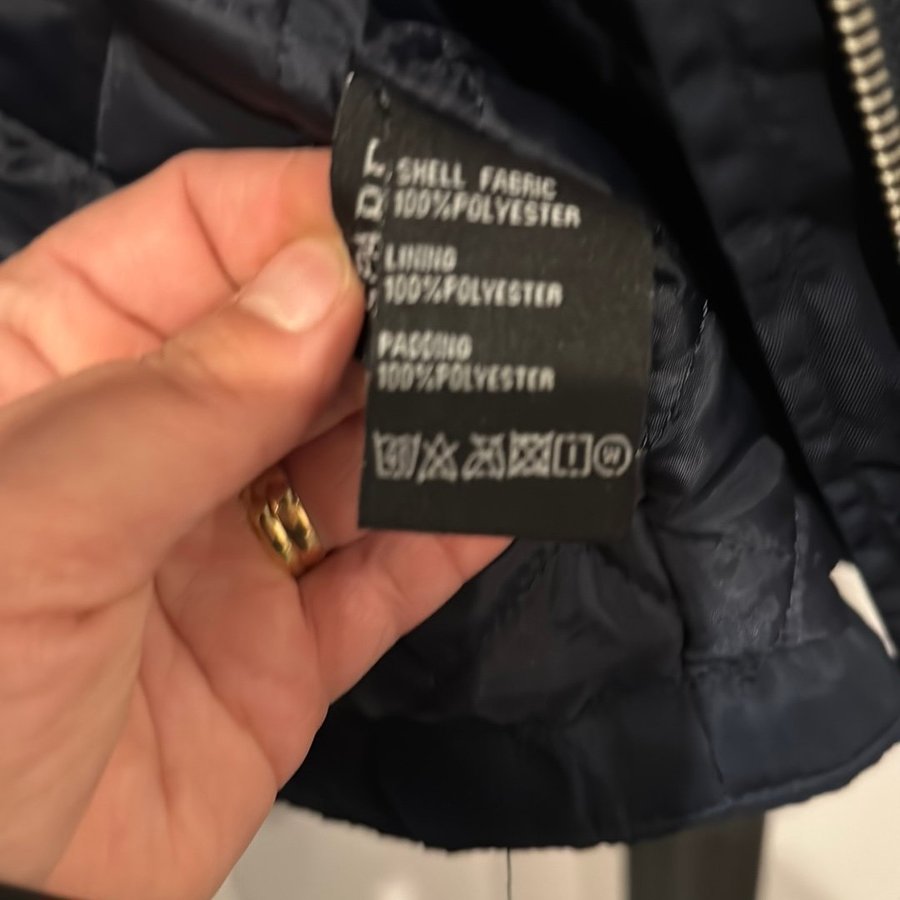 SHELL FABRIC
100%POLYESTER
LINING
100%POLYESTER
PADDING
100%POLYESTER
W